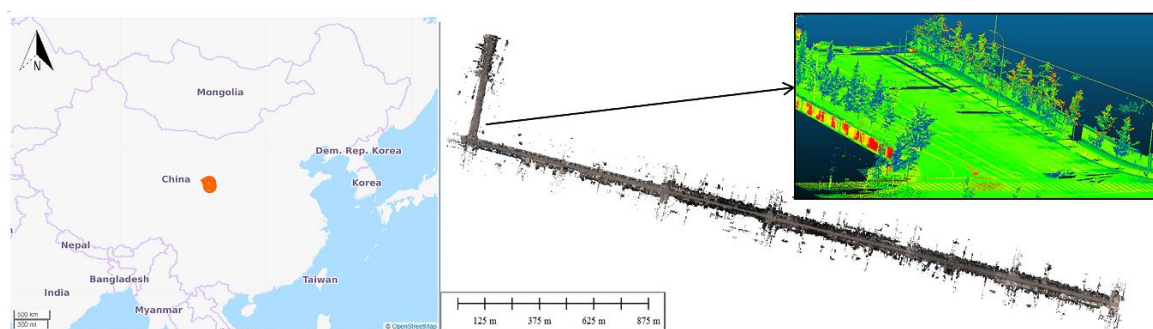 N
Mongolia
Dem. Rep. Korea
China
Korea
Nepal
Bangladesh
Taiwan
India
Myanmar
500 km
300 mi
© OpenStreetMap
125 m 375 m 625 m 875 m